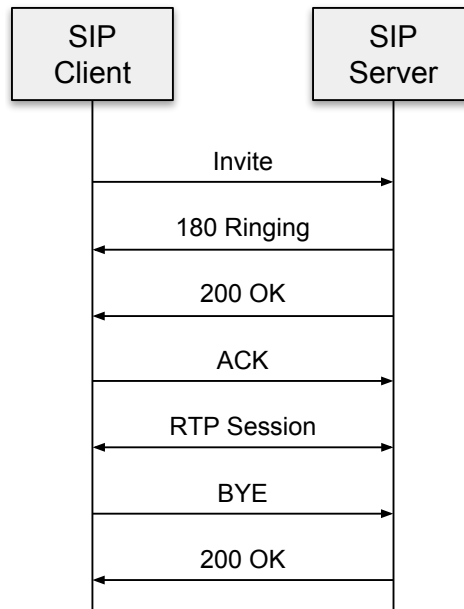 SIP
Client
SIP
Server
Invite
180 Ringing
200 OK
ACK
RTP Session
BYE
200 OK